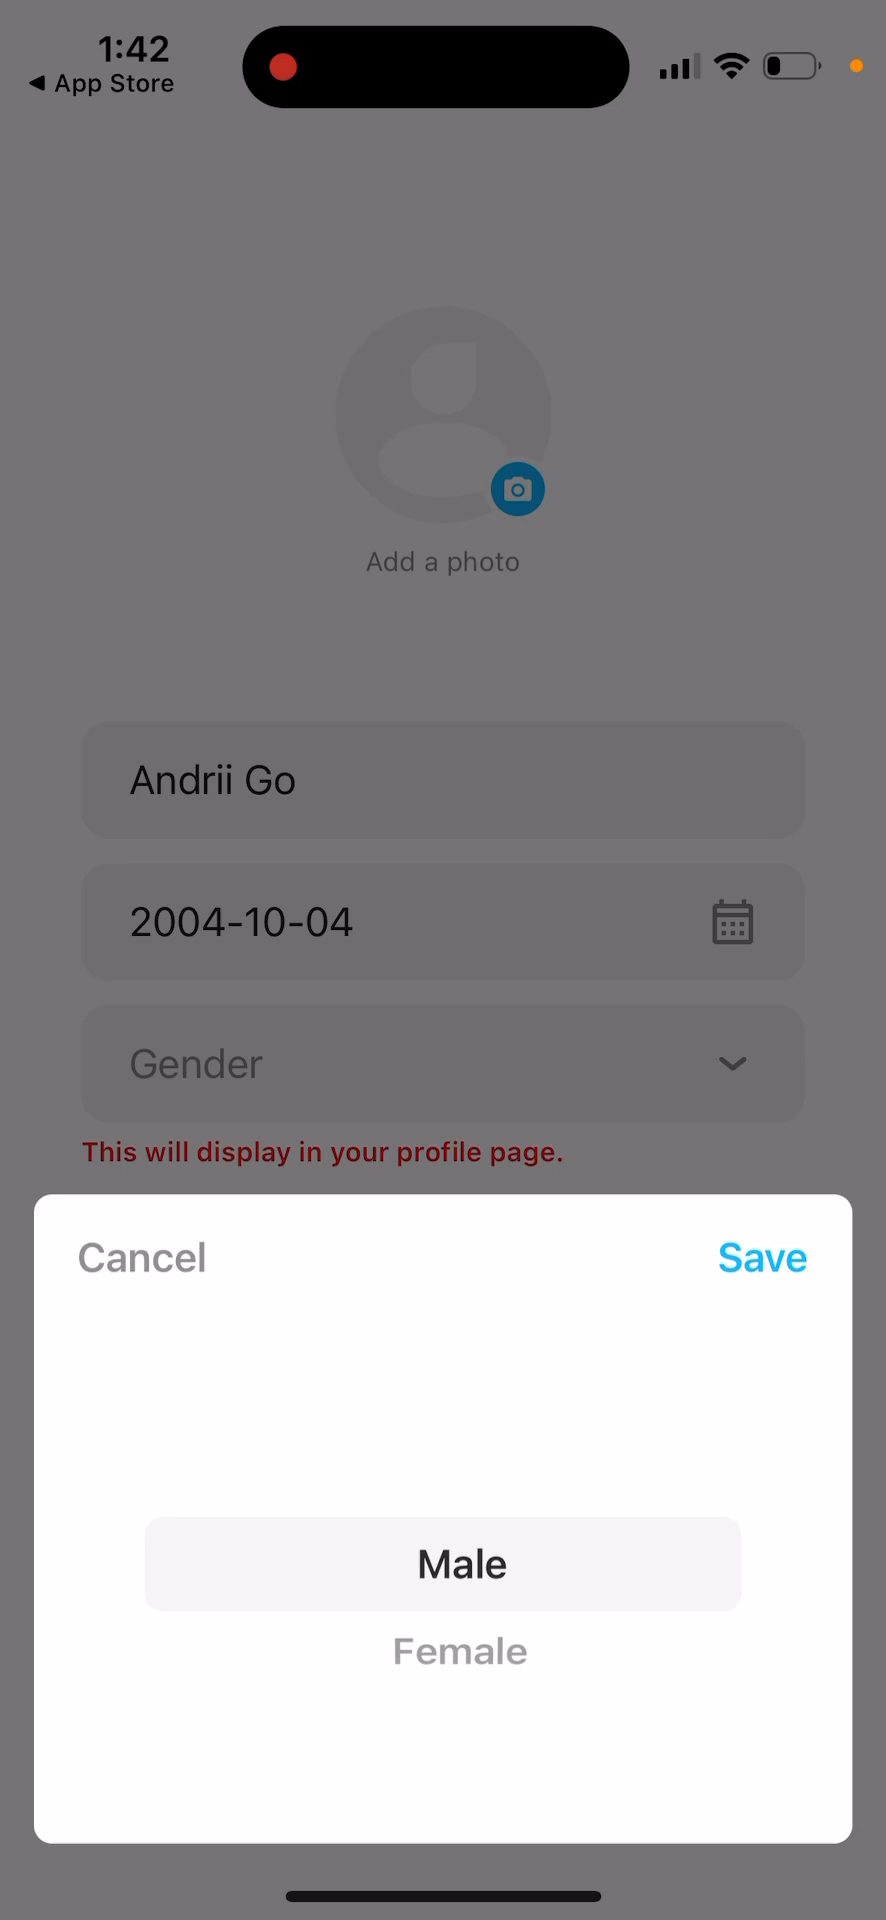 1:42
App Store
Add a photo
Andrii Go
2004-10-04
Gender
This will display in your profile page.
Cancel
Save
Male
Female